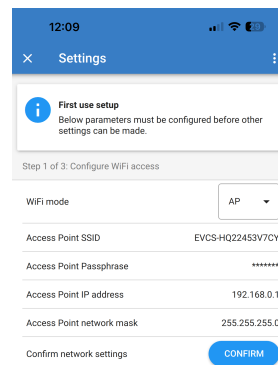 12:09
29
Settings
First use setup
Below parameters must be configured before other
settings can be made.
Step 1 of 3: Configure WiFi access
WiFi mode AP
Access Point SSID EVCS-HQ22453V7CY
Access Point Passphrase *******
Access Point IP address 192.168.0.1
Access Point network mask 255.255.255.0
Confirm network settings CONFIRM